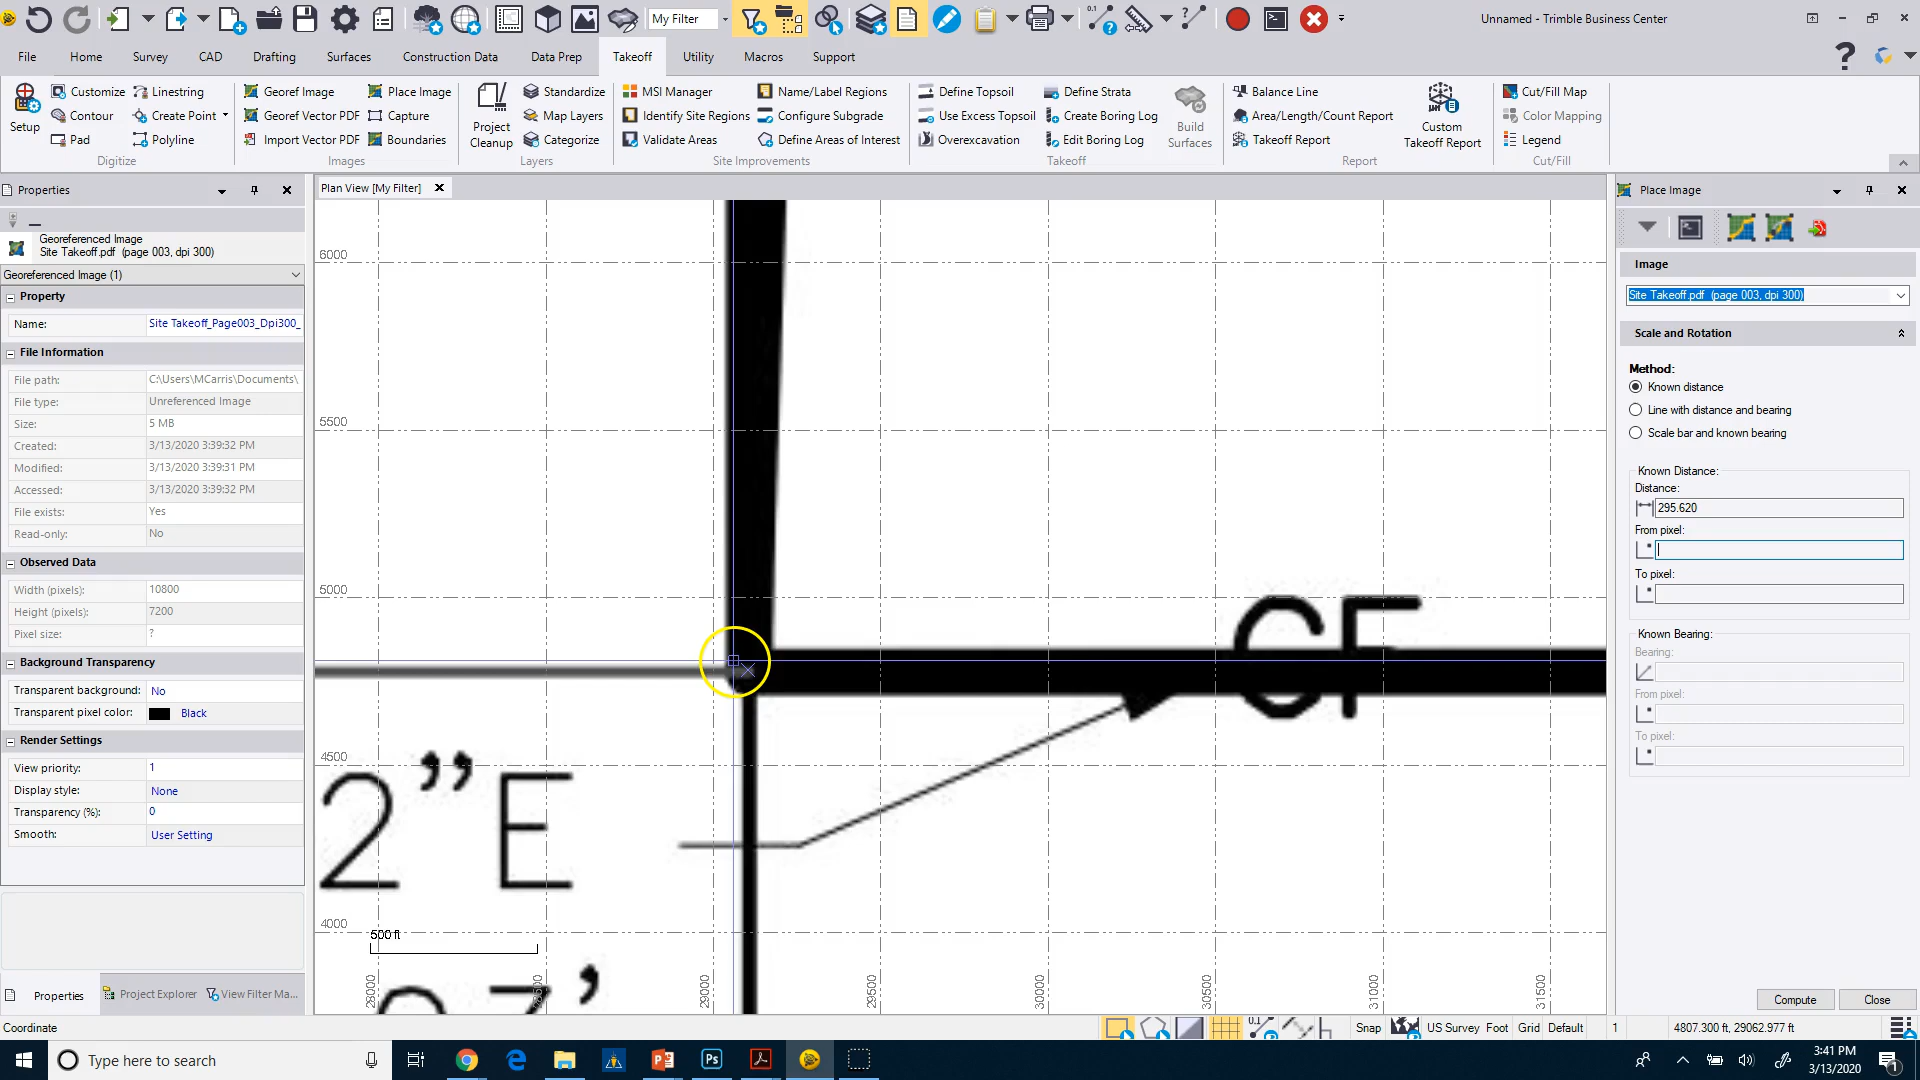 My Filter
Unnamed - Trimble Business Center
File Home Survey CAD Drafting Surfaces Construction Data Data Prep Takeoff Utility Macros Support
Setup
Customize
Linestring
Contour
Create Point
Pad
Polyline
Digitize
Georef Image
Place Image
Georef Vector PDF
Capture
Import Vector PDF
Boundaries
Images
Project Cleanup
Standardize
Map Layers
Categorize
Layers
MSI Manager
Name/Label Regions
Identify Site Regions
Configure Subgrade
Validate Areas
Define Areas of Interest
Site Improvements
Define Topsoil
Define Strata
Use Excess Topsoil
Create Boring Log
Overexcavation
Edit Boring Log
Build Surfaces
Takeoff
Balance Line
Area/Length/Count Report
Takeoff Report
Custom Takeoff Report
Report
Cut/Fill Map
Color Mapping
Legend
Cut/Fill
Properties
Georeferenced Image
Site Takeoff.pdf (page 003, dpi 300)
Georeferenced Image (1)
Property
Name: Site Takeoff_Page003_Dpi300_
File Information
File path: C:\Users\MCarris\Documents\
File type: Unreferenced Image
Size: 5 MB
Created: 3/13/2020 3:39:32 PM
Modified: 3/13/2020 3:39:31 PM
Accessed: 3/13/2020 3:39:32 PM
File exists: Yes
Read-only: No
Observed Data
Width (pixels): 10800
Height (pixels): 7200
Pixel size: ?
Background Transparency
Transparent background: No
Transparent pixel color: Black
Render Settings
View priority: 1
Display style: None
Transparency (%): 0
Smooth: User Setting
Properties Project Explorer View Filter Ma...
Coordinate
Plan View [My Filter]
6000
5500
5000
4500
4000
CF
2”E
500 ft
28000 28500 29000 29500 30000 30500 31000 31500
Place Image
Image
Site Takeoff.pdf (page 003, dpi 300)
Scale and Rotation
Method:
Known distance
Line with distance and bearing
Scale bar and known bearing
Known Distance:
Distance:
295.620
From pixel:
To pixel:
Known Bearing:
Bearing:
From pixel:
To pixel:
Compute Close
Snap US Survey Foot Grid Default 1 4807.300 ft, 29062.977 ft
Type here to search
3:41 PM
3/13/2020